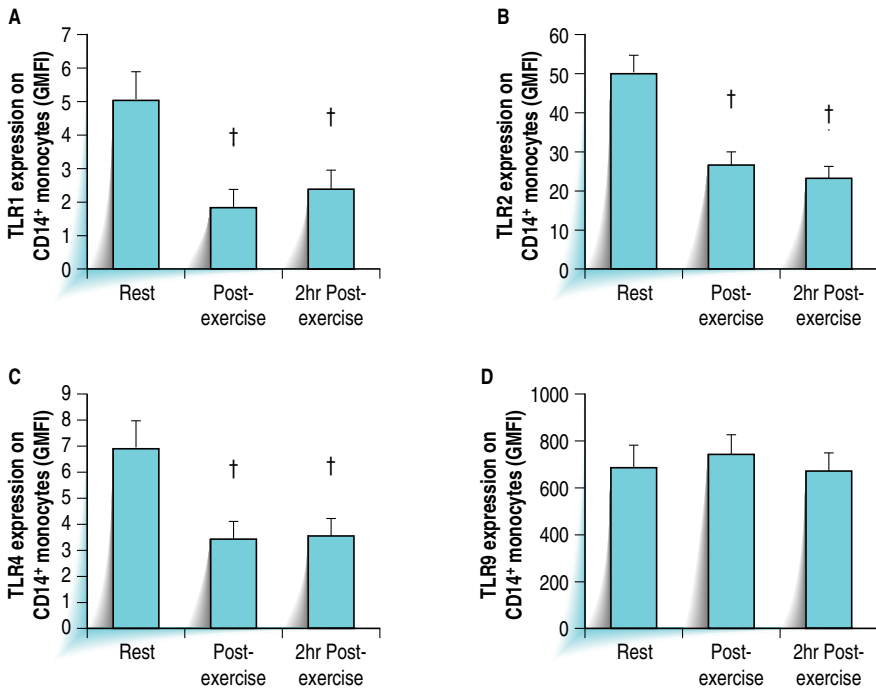 A
TLR1 expression on
CD14⁺ monocytes (GMFI)
7
6
5
4
3
2
1
0
†
†
Rest
Post-
exercise
2hr Post-
exercise
B
TLR2 expression on
CD14⁺ monocytes (GMFI)
60
50
40
30
20
10
0
†
†
Rest
Post-
exercise
2hr Post-
exercise
C
TLR4 expression on
CD14⁺ monocytes (GMFI)
9
8
7
6
5
4
3
2
1
0
†
†
Rest
Post-
exercise
2hr Post-
exercise
D
TLR9 expression on
CD14⁺ monocytes (GMFI)
1000
800
600
400
200
0
Rest
Post-
exercise
2hr Post-
exercise